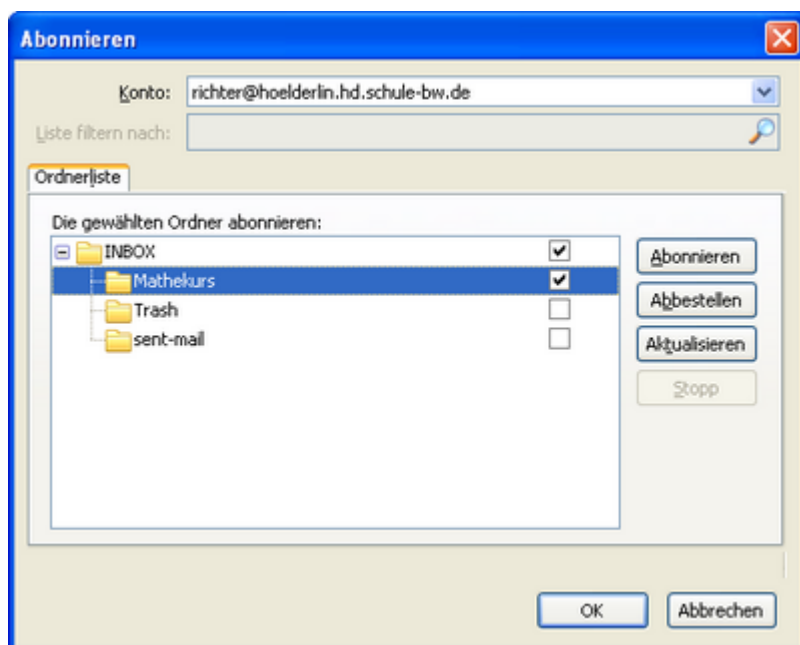 Abonnieren
Konto: richter@hoelderlin.hd.schule-bw.de
Liste filtern nach:
Ordnerliste
Die gewählten Ordner abonnieren:
INBOX
Mathekurs
Trash
sent-mail
Abonnieren
Abbestellen
Aktualisieren
Stopp
OK
Abbrechen